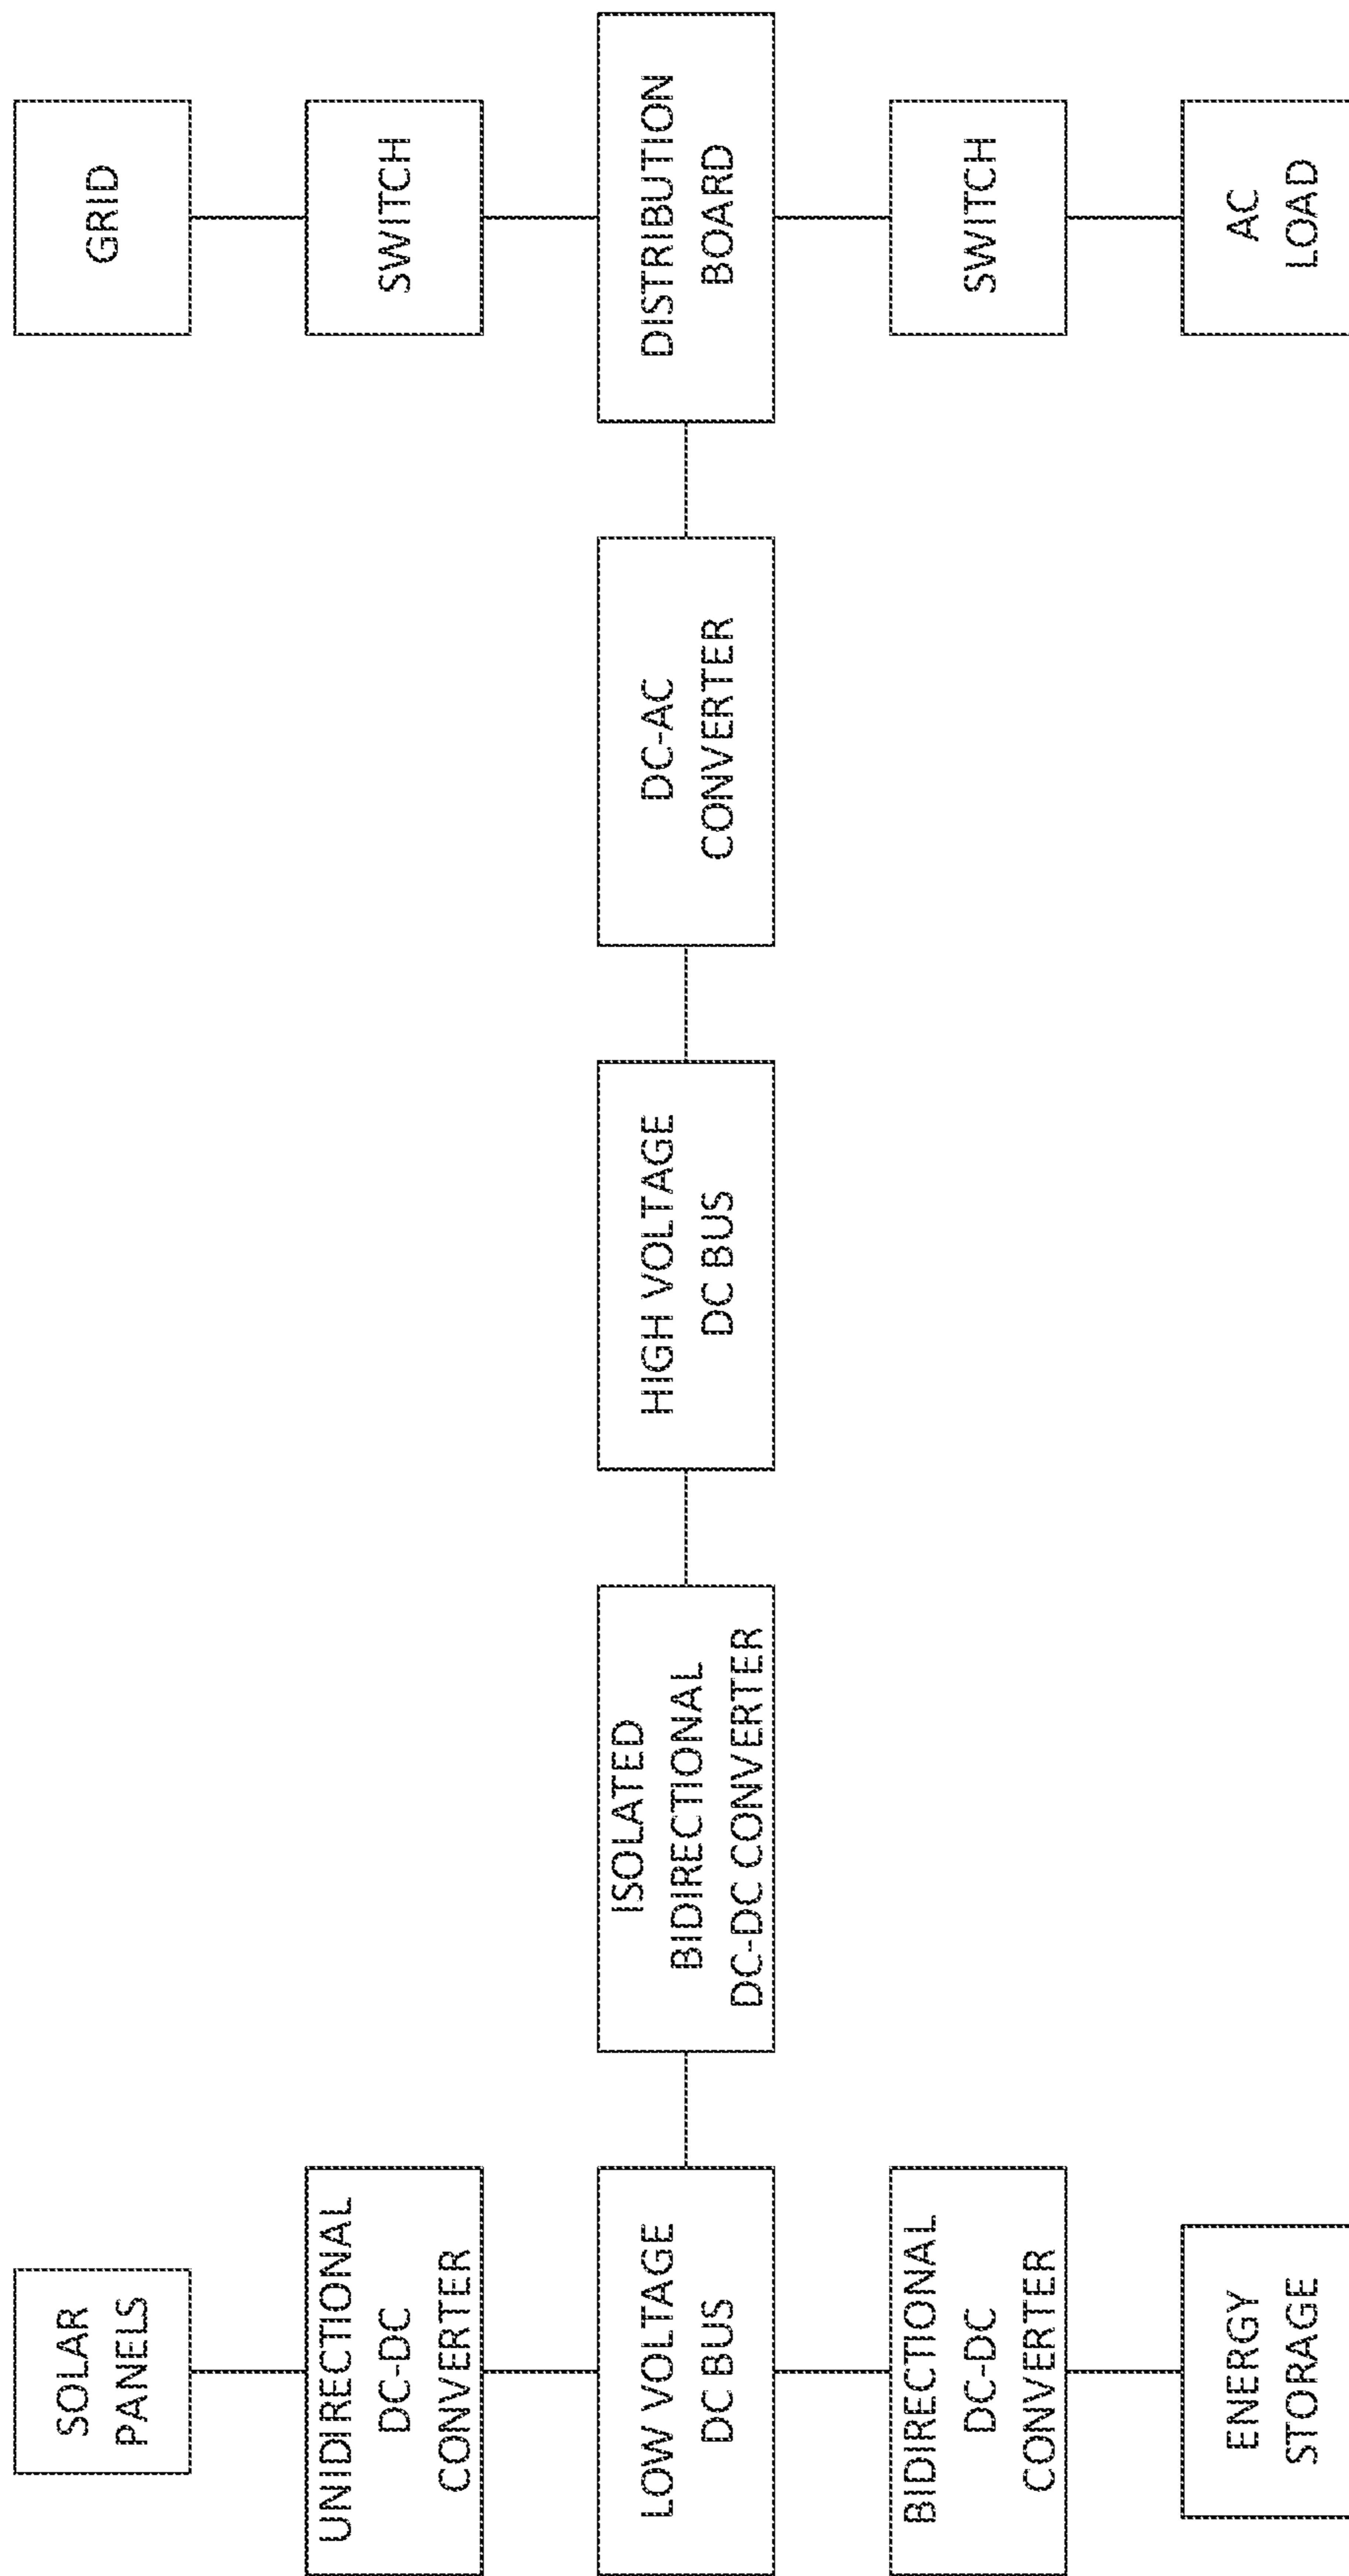 SOLAR
PANELS
UNIDIRECTIONAL
DC-DC
CONVERTER
LOW VOLTAGE
DC BUS
BIDIRECTIONAL
DC-DC
CONVERTER
ENERGY
STORAGE
ISOLATED
BIDIRECTIONAL
DC-DC CONVERTER
HIGH VOLTAGE
DC BUS
DC-AC
CONVERTER
GRID
SWITCH
DISTRIBUTION
BOARD
SWITCH
AC
LOAD